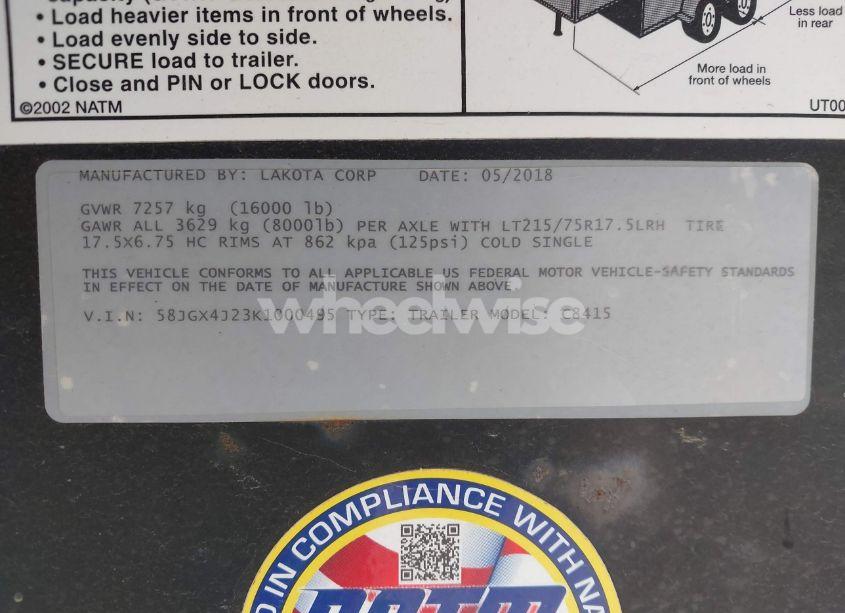 • Load heavier items in front of wheels.
• Load evenly side to side.
• SECURE load to trailer.
• Close and PIN or LOCK doors.
©2002 NATM
Less load
in rear
More load in
front of wheels
UT00
MANUFACTURED BY: LAKOTA CORP DATE: 05/2018
GVWR 7257 kg (16000 lb)
GAWR ALL 3629 kg (8000lb) PER AXLE WITH LT215/75R17.5LRH TIRE
17.5X6.75 HC RIMS AT 862 kpa (125psi) COLD SINGLE
THIS VEHICLE CONFORMS TO ALL APPLICABLE US FEDERAL MOTOR VEHICLE-SAFETY STANDARDS
IN EFFECT ON THE DATE OF MANUFACTURE SHOWN ABOVE
wheelwise
V.I.N: 58JGX4J23K1000495 TYPE: TRAILER MODEL: C8415
IN COMPLIANCE WITH NA
NATM